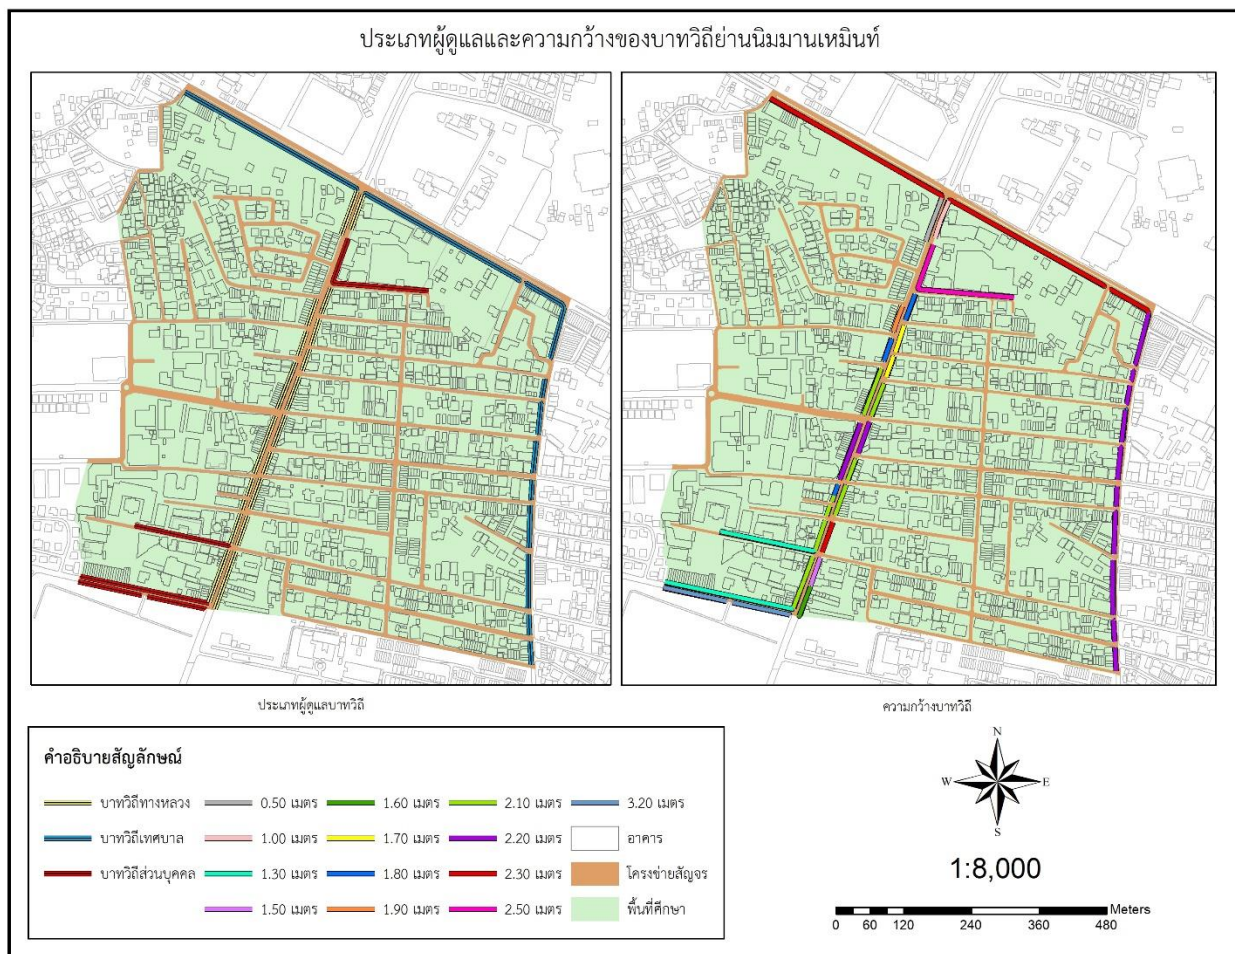 ประเภทผู้ดูแลและความกว้างของบาทวิถีย่านนิมมานเหมินท์
ประเภทผู้ดูแลบาทวิถี
ความกว้างบาทวิถี
คำอธิบายสัญลักษณ์
บาทวิถีทางหลวง
บาทวิถีเทศบาล
บาทวิถีส่วนบุคคล
0.50 เมตร
1.00 เมตร
1.30 เมตร
1.50 เมตร
1.60 เมตร
1.70 เมตร
1.80 เมตร
1.90 เมตร
2.10 เมตร
2.20 เมตร
2.30 เมตร
2.50 เมตร
3.20 เมตร
อาคาร
โครงข่ายสัญจร
พื้นที่ศึกษา
N
W E
S
1:8,000
Meters
0 60 120 240 360 480